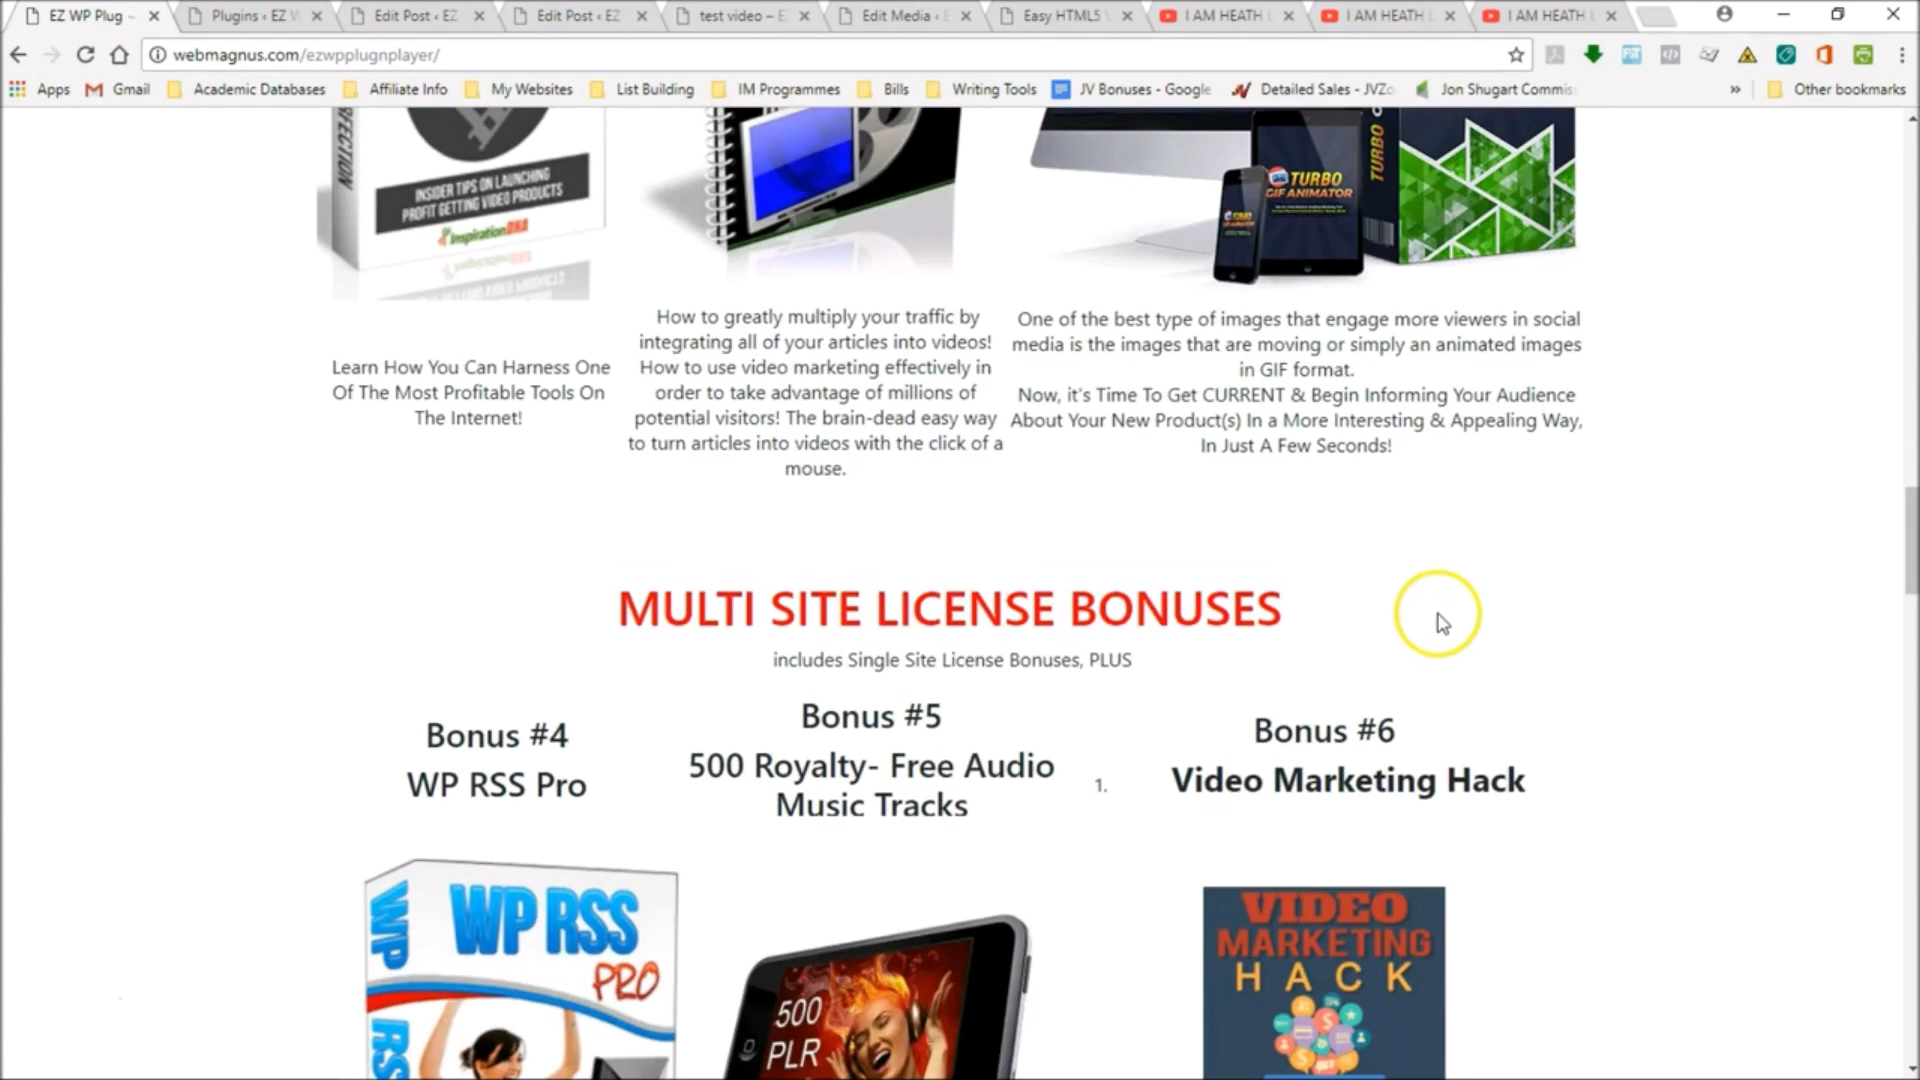 EZ WP Plug
Plugins ‹ EZ W
Edit Post ‹ EZ
Edit Post ‹ EZ
test video – E
Edit Media ‹ E
Easy HTML5
I AM HEATH L
I AM HEATH L
I AM HEATH L
webmagnus.com/ezwpplugnplayer/
Apps
Gmail
Academic Databases
Affiliate Info
My Websites
List Building
IM Programmes
Bills
Writing Tools
JV Bonuses - Google
Detailed Sales - JVZo
Jon Shugart Commis
»
Other bookmarks
INSIDER TIPS ON LAUNCHING
PROFIT GETTING VIDEO PRODUCTS
InspirationDNA
TURBO
GIF ANIMATOR
TURBO
Learn How You Can Harness One
Of The Most Profitable Tools On
The Internet!
How to greatly multiply your traffic by
integrating all of your articles into videos!
How to use video marketing effectively in
order to take advantage of millions of
potential visitors! The brain-dead easy way
to turn articles into videos with the click of a
mouse.
One of the best type of images that engage more viewers in social
media is the images that are moving or simply an animated images
in GIF format.
Now, it's Time To Get CURRENT & Begin Informing Your Audience
About Your New Product(s) In a More Interesting & Appealing Way,
In Just A Few Seconds!
MULTI SITE LICENSE BONUSES
includes Single Site License Bonuses, PLUS
Bonus #4
WP RSS Pro
Bonus #5
500 Royalty- Free Audio
Music Tracks
Bonus #6
1. Video Marketing Hack
WP
WP RSS
PRO
RS
500
PLR
VIDEO
MARKETING
HACK